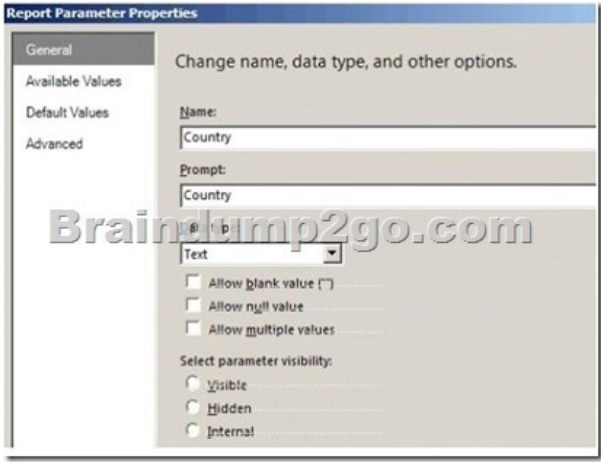 Report Parameter Properties
General
Available Values
Default Values
Advanced
Change name, data type, and other options.
Name:
Country
Prompt:
Country
Braindump2go.com
Text
Allow blank value ("")
Allow null value
Allow multiple values
Select parameter visibility:
Visible
Hidden
Internal